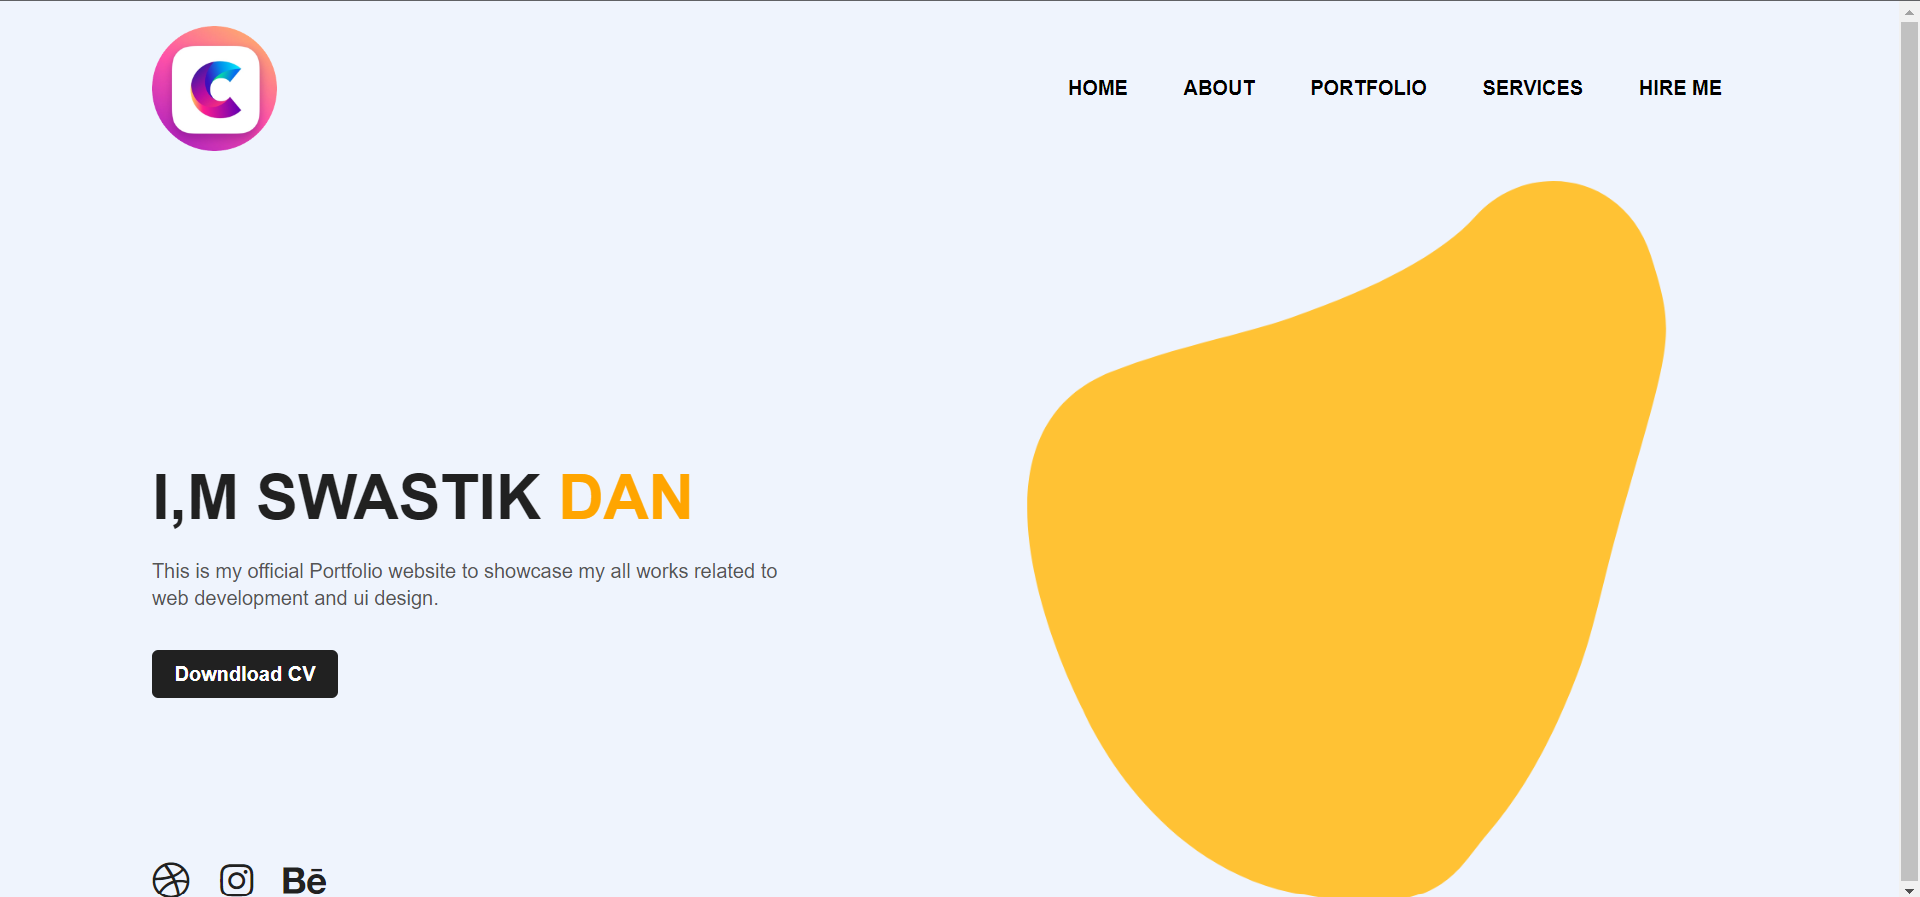 C
HOME ABOUT PORTFOLIO SERVICES HIRE ME
I,M SWASTIK DAN
This is my official Portfolio website to showcase my all works related to
web development and ui design.
Downdload CV
Bē